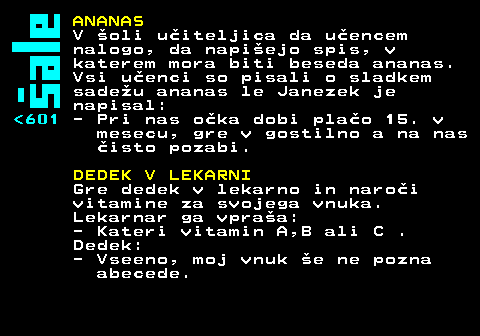 Šale
<601
ANANAS
V šoli učiteljica da učencem
nalogo, da napišejo spis, v
katerem mora biti beseda ananas.
Vsi učenci so pisali o sladkem
sadežu ananas le Janezek je
napisal:
- Pri nas očka dobi plačo 15. v
mesecu, gre v gostilno a na nas
čisto pozabi.
DEDEK V LEKARNI
Gre dedek v lekarno in naroči
vitamine za svojega vnuka.
Lekarnar ga vpraša:
- Kateri vitamin A,B ali C .
Dedek:
- Vseeno, moj vnuk še ne pozna
abecede.